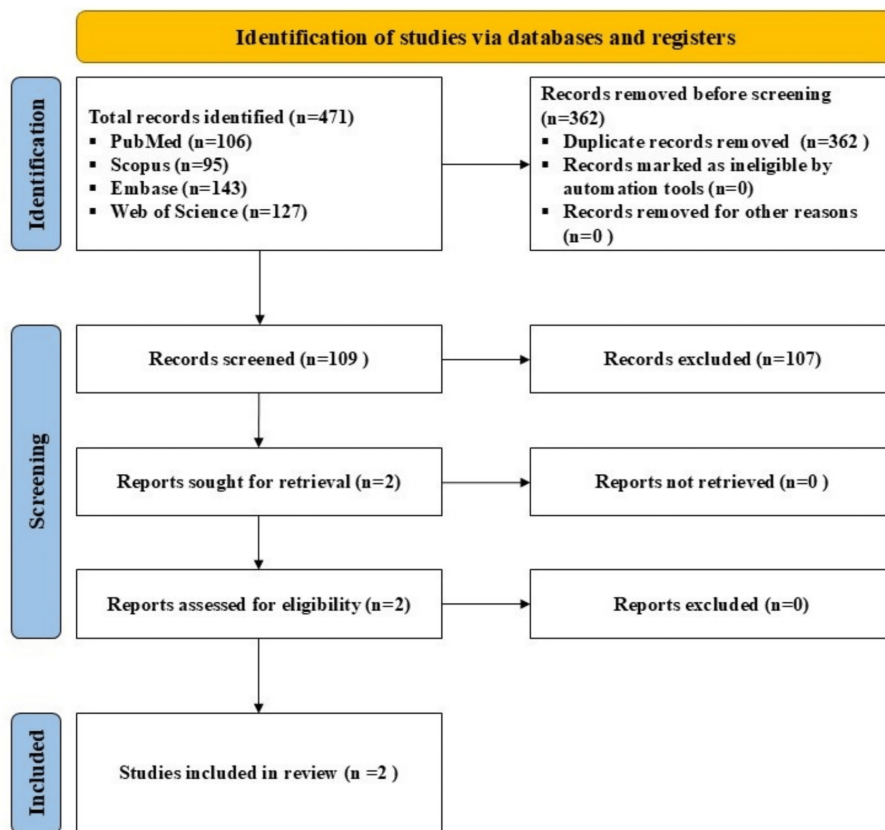 Identification of studies via databases and registers
Identification
Total records identified (n=471)
▪ PubMed (n=106)
▪ Scopus (n=95)
▪ Embase (n=143)
▪ Web of Science (n=127)
Records removed before screening
(n=362)
▪ Duplicate records removed (n=362 )
▪ Records marked as ineligible by
automation tools (n=0)
▪ Records removed for other reasons
(n=0 )
Screening
Records screened (n=109 )
Records excluded (n=107)
Reports sought for retrieval (n=2)
Reports not retrieved (n=0 )
Reports assessed for eligibility (n=2)
Reports excluded (n=0)
Included
Studies included in review (n =2 )